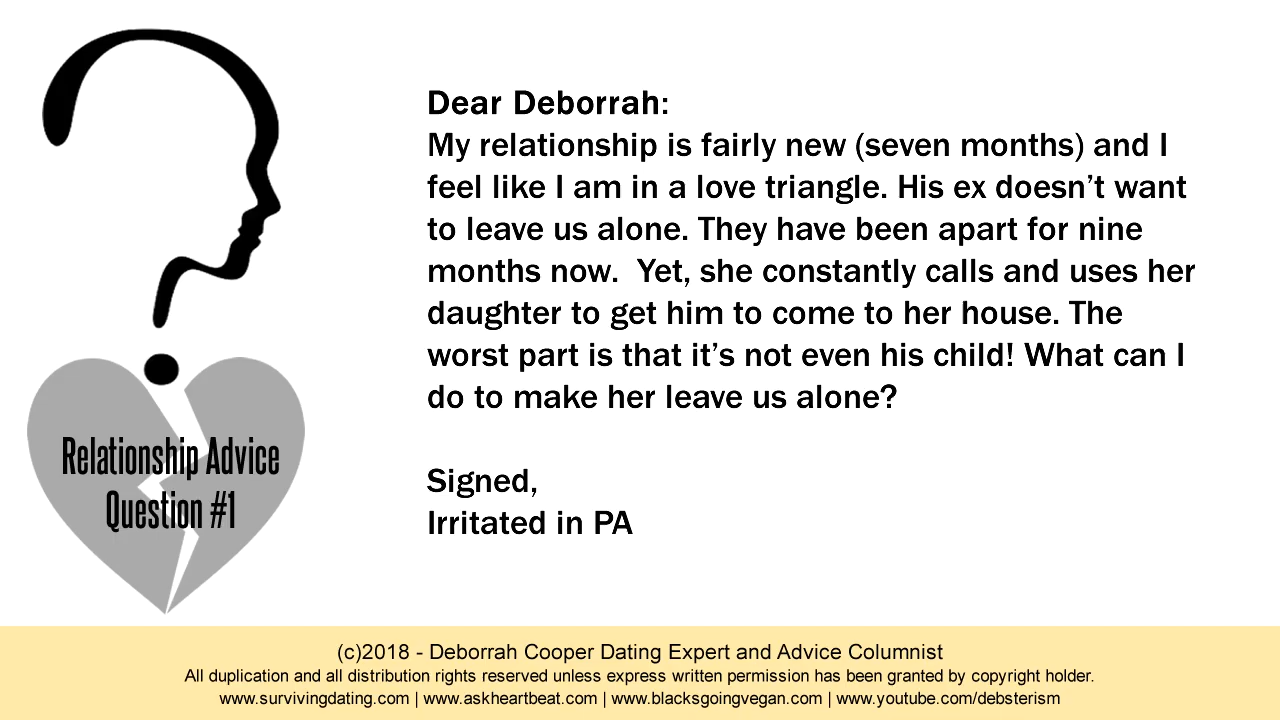 Dear Deborrah:
My relationship is fairly new (seven months) and I
feel like I am in a love triangle. His ex doesn’t want
to leave us alone. They have been apart for nine
months now.  Yet, she constantly calls and uses her
daughter to get him to come to her house. The
worst part is that it’s not even his child! What can I
do to make her leave us alone?
Signed,
Irritated in PA
Relationship Advice
Question #1
(c)2018 - Deborrah Cooper Dating Expert and Advice Columnist
All duplication and all distribution rights reserved unless express written permission has been granted by copyright holder.
www.survivingdating.com | www.askheartbeat.com | www.blacksgoingvegan.com | www.youtube.com/debsterism